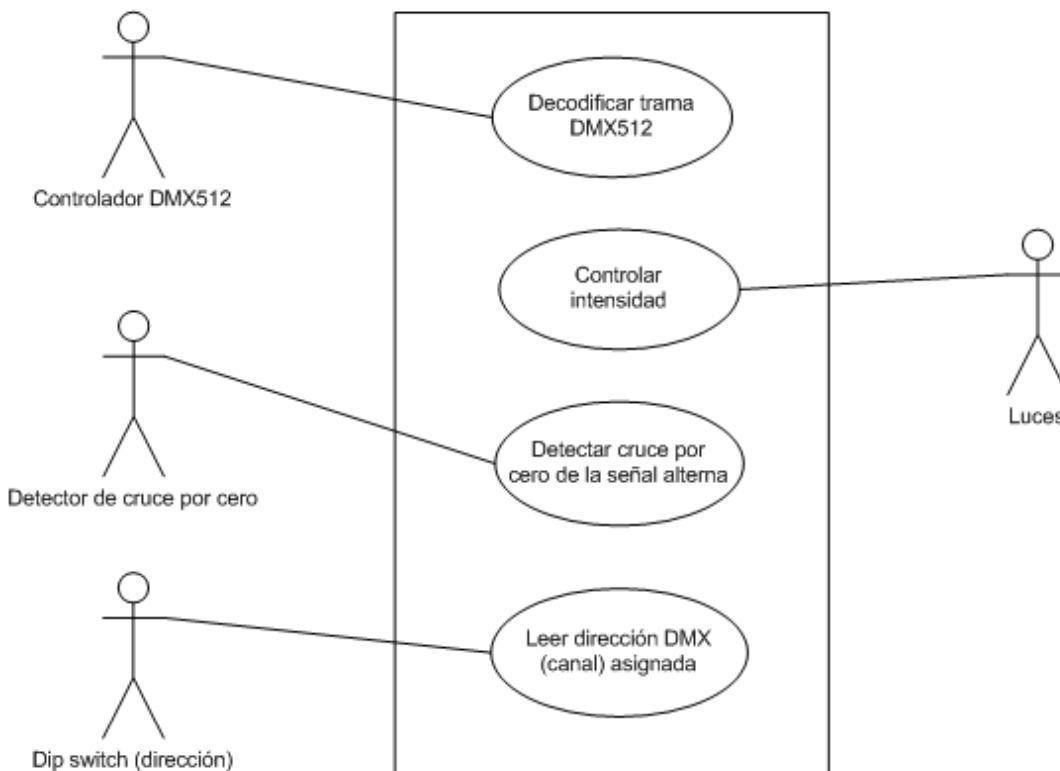 Decodificar trama
DMX512
Controlador DMX512
Controlar
intensidad
Luces
Detectar cruce por
cero de la señal alterna
Detector de cruce por cero
Leer dirección DMX
(canal) asignada
Dip switch (dirección)